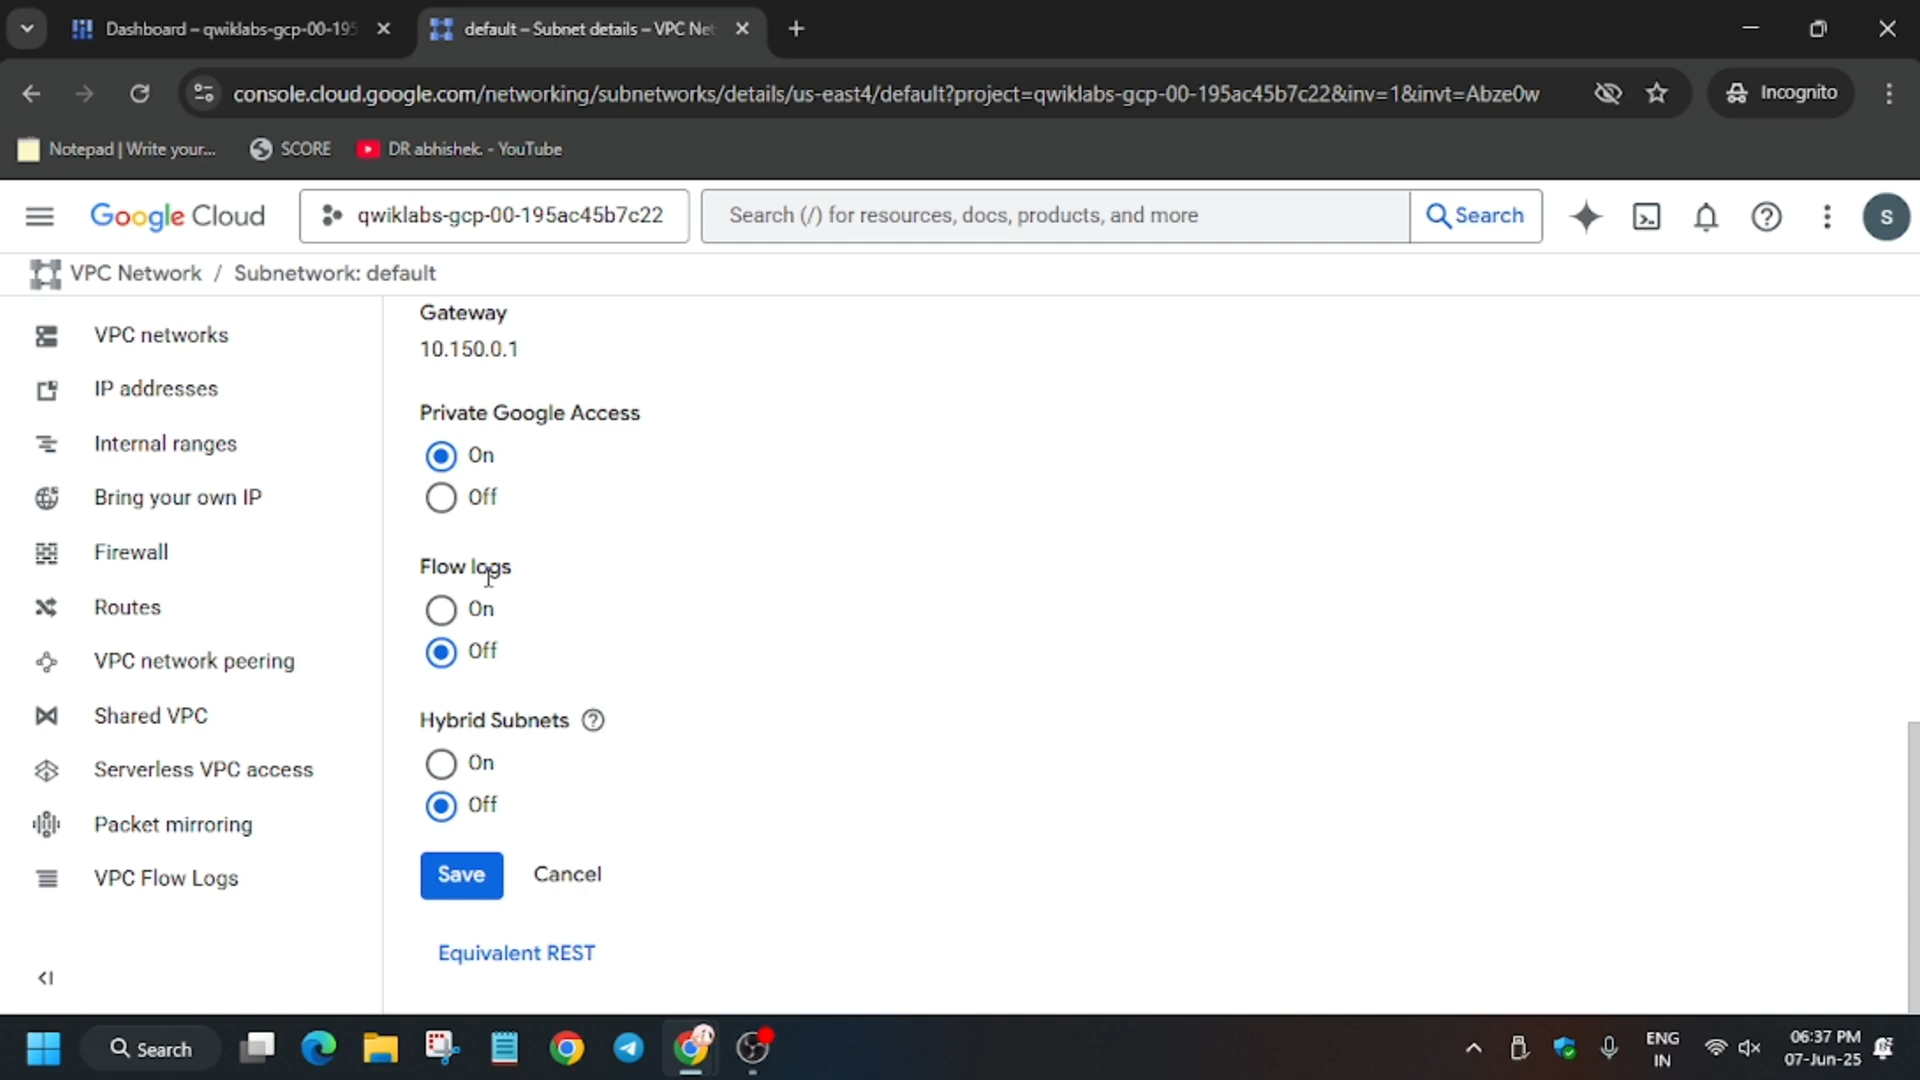 Dashboard – qwiklabs-gcp-00-195
default – Subnet details – VPC Net
console.cloud.google.com/networking/subnetworks/details/us-east4/default?project=qwiklabs-gcp-00-195ac45b7c22&inv=1&invt=Abze0w
Incognito
Notepad | Write your...
SCORE
DR abhishek. - YouTube
Google Cloud
qwiklabs-gcp-00-195ac45b7c22
Search (/) for resources, docs, products, and more
Search
S
VPC Network / Subnetwork: default
VPC networks
IP addresses
Internal ranges
Bring your own IP
Firewall
Routes
VPC network peering
Shared VPC
Serverless VPC access
Packet mirroring
VPC Flow Logs
Gateway
10.150.0.1
Private Google Access
On
Off
Flow logs
On
Off
Hybrid Subnets
On
Off
Save
Cancel
Equivalent REST
Search
ENG
IN
06:37 PM
07-Jun-25